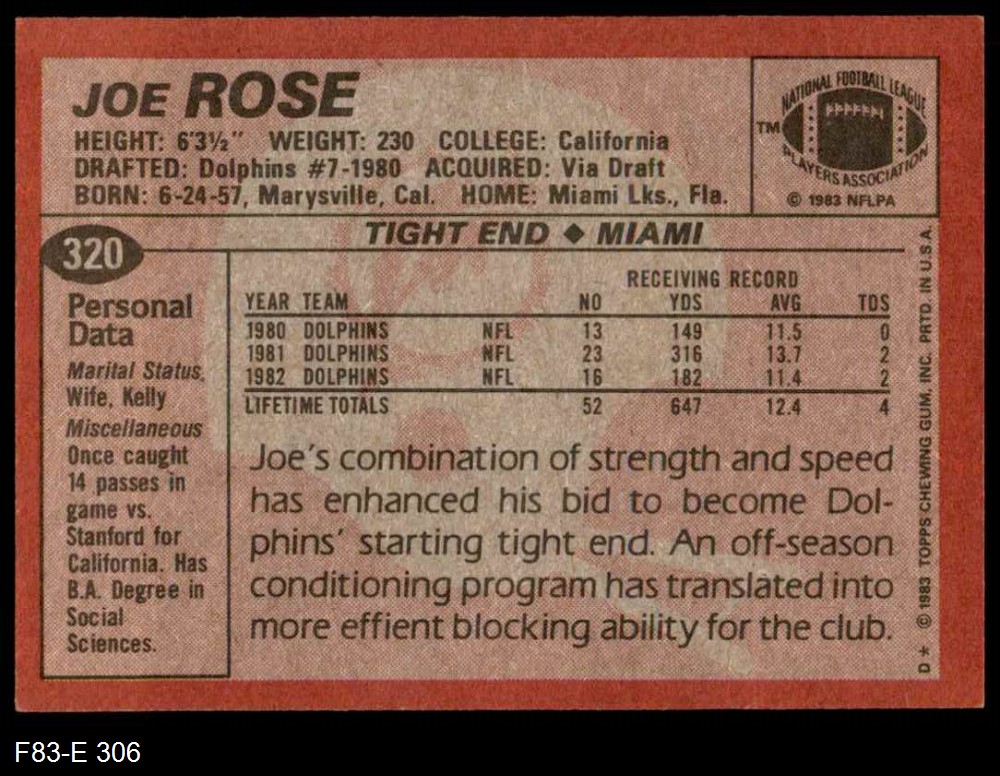 JOE ROSE
HEIGHT: 6'3½" WEIGHT: 230 COLLEGE: California
DRAFTED: Dolphins #7-1980 ACQUIRED: Via Draft
BORN: 6-24-57, Marysville, Cal. HOME: Miami Lks., Fla.
NATIONAL FOOTBALL LEAGUE
TM
PLAYERS ASSOCIATION
© 1983 NFLPA
320
TIGHT END ◆ MIAMI
Personal
Data
Marital Status,
Wife, Kelly
Miscellaneous
Once caught
14 passes in
game vs.
Stanford for
California. Has
B.A. Degree in
Social
Sciences.
RECEIVING RECORD
YEAR TEAM NO YDS AVG TDS
1980 DOLPHINS NFL 13 149 11.5 0
1981 DOLPHINS NFL 23 316 13.7 2
1982 DOLPHINS NFL 16 182 11.4 2
LIFETIME TOTALS 52 647 12.4 4
Joe's combination of strength and speed
has enhanced his bid to become Dol-
phins' starting tight end. An off-season
conditioning program has translated into
more effient blocking ability for the club.
D* © 1983 TOPPS CHEWING GUM, INC. PRTD. IN U.S.A.
F83-E 306